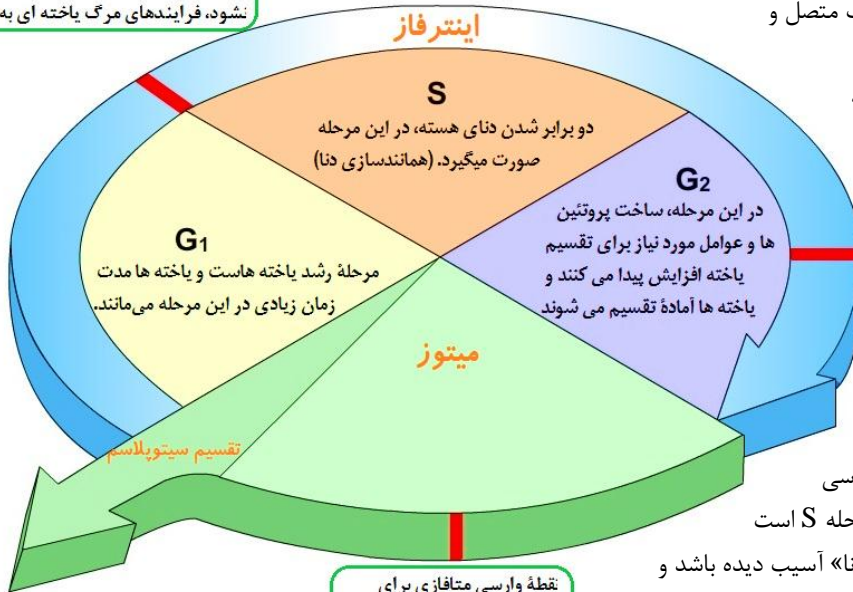 نشود، فرایندهای مرگ یاخته ای به
متصل و
اینترفاز
S
دو برابر شدن دنای هسته، در این مرحله
صورت میگیرد. (همانندسازی دنا)
G2
در این مرحله، ساخت پروتئین
ها و عوامل مورد نیاز برای تقسیم
یاخته افزایش پیدا می کنند و
یاخته ها آمادهٔ تقسیم می شوند
G1
مرحلهٔ رشد یاخته هاست و یاخته ها مدت
زمان زیادی در این مرحله می‌مانند.
میتوز
تقسیم سیتوپلاسم
S است
آسیب دیده باشد و
نقطهٔ وارسی متافازی برای